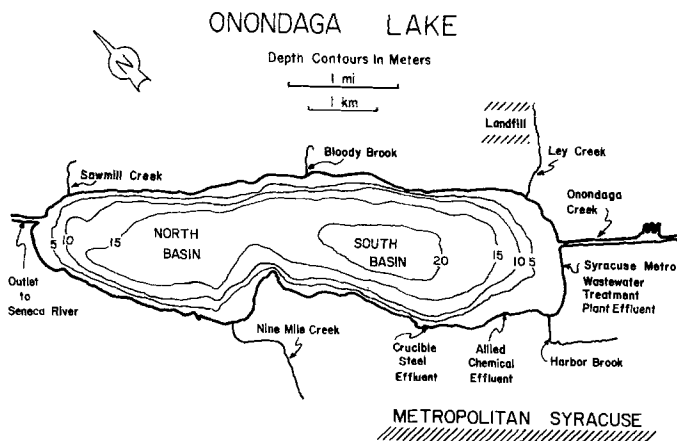 ONONDAGA LAKE
Depth Contours In Meters
1 mi
1 km
N
Landfill
Bloody Brook
Ley Creek
Sawmill Creek
Onondaga
Creek
NORTH
BASIN
SOUTH
BASIN
5
10
15
20
15
10
5
Outlet
to
Seneca River
Syracuse Metro
Wastewater
Treatment
Plant Effluent
Nine Mile Creek
Crucible
Steel
Effluent
Allied
Chemical
Effluent
Harbor Brook
METROPOLITAN SYRACUSE